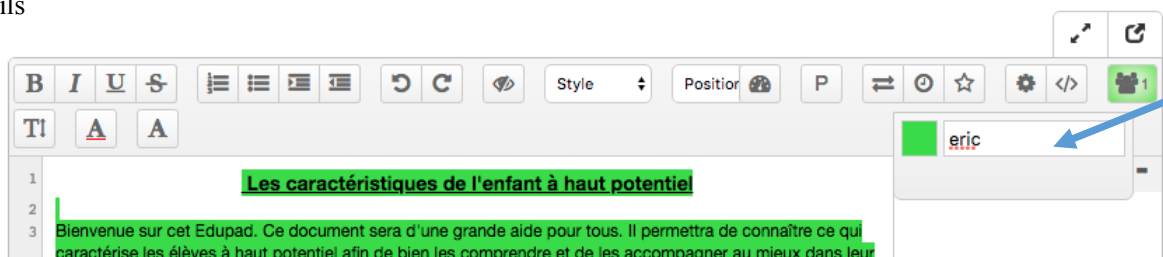 ils
B I U S Style Position P </> 1
T A A
eric
1 Les caractéristiques de l'enfant à haut potentiel
2
3 Bienvenue sur cet Edupad. Ce document sera d'une grande aide pour tous. Il permettra de connaître ce qui
caractérise les élèves à haut potentiel afin de bien les comprendre et de les accompagner au mieux dans leur